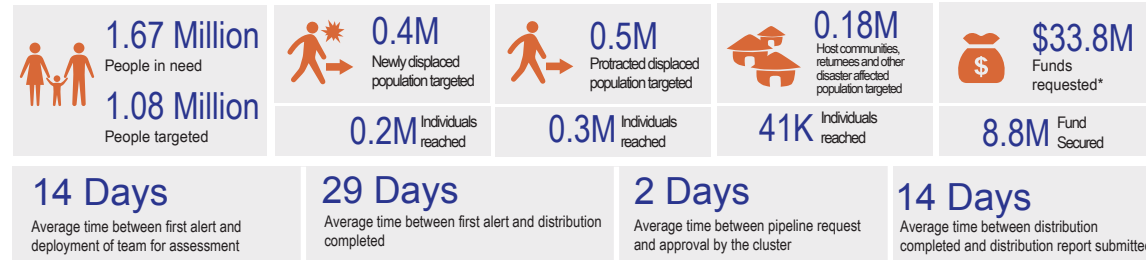 1.67 Million
People in need
1.08 Million
People targeted
0.4M
Newly displaced
population targeted
0.2M Individuals
reached
0.5M
Protracted displaced
population targeted
0.3M Individuals
reached
0.18M
Host communities,
returnees and other
disaster affected
population targeted
41K Individuals
reached
$
$33.8M
Funds
requested*
8.8M Fund
Secured
14 Days
Average time between first alert and
deployment of team for assessment
29 Days
Average time between first alert and distribution
completed
2 Days
Average time between pipeline request
and approval by the cluster
14 Days
Average time between distribution
completed and distribution report submitted